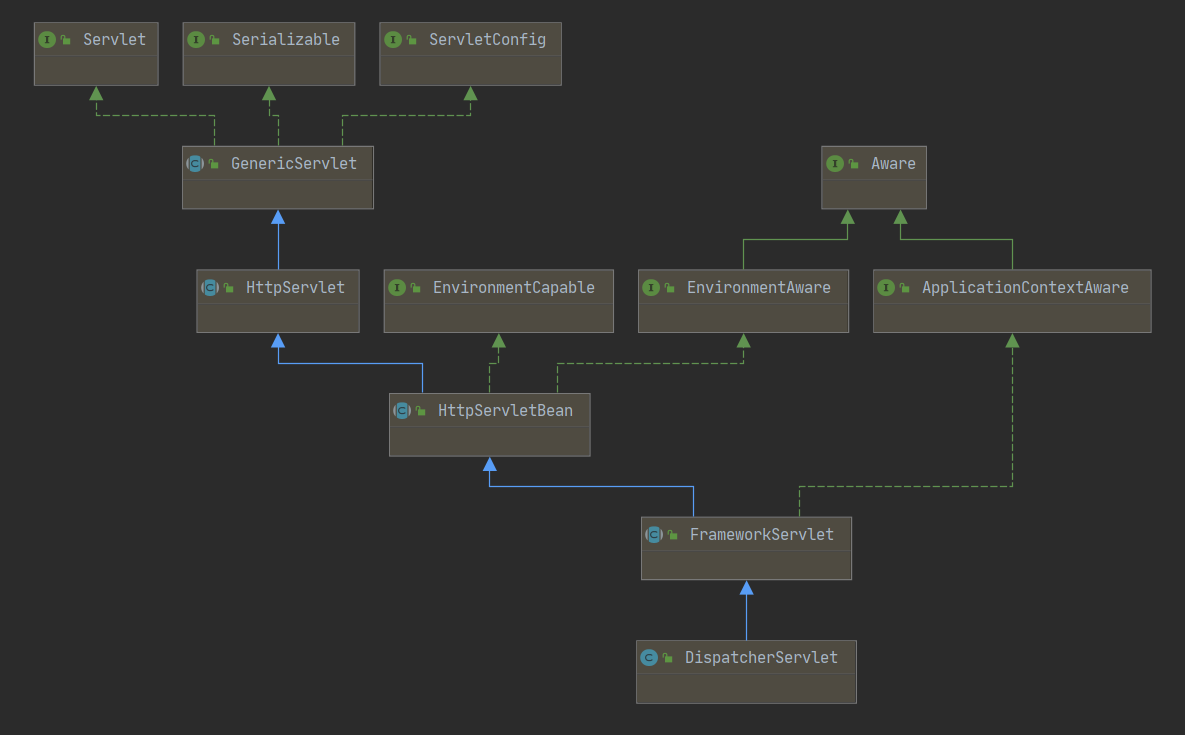 I Servlet
I Serializable
I ServletConfig
C GenericServlet
I Aware
C HttpServlet
I EnvironmentCapable
I EnvironmentAware
I ApplicationContextAware
C HttpServletBean
C FrameworkServlet
C DispatcherServlet